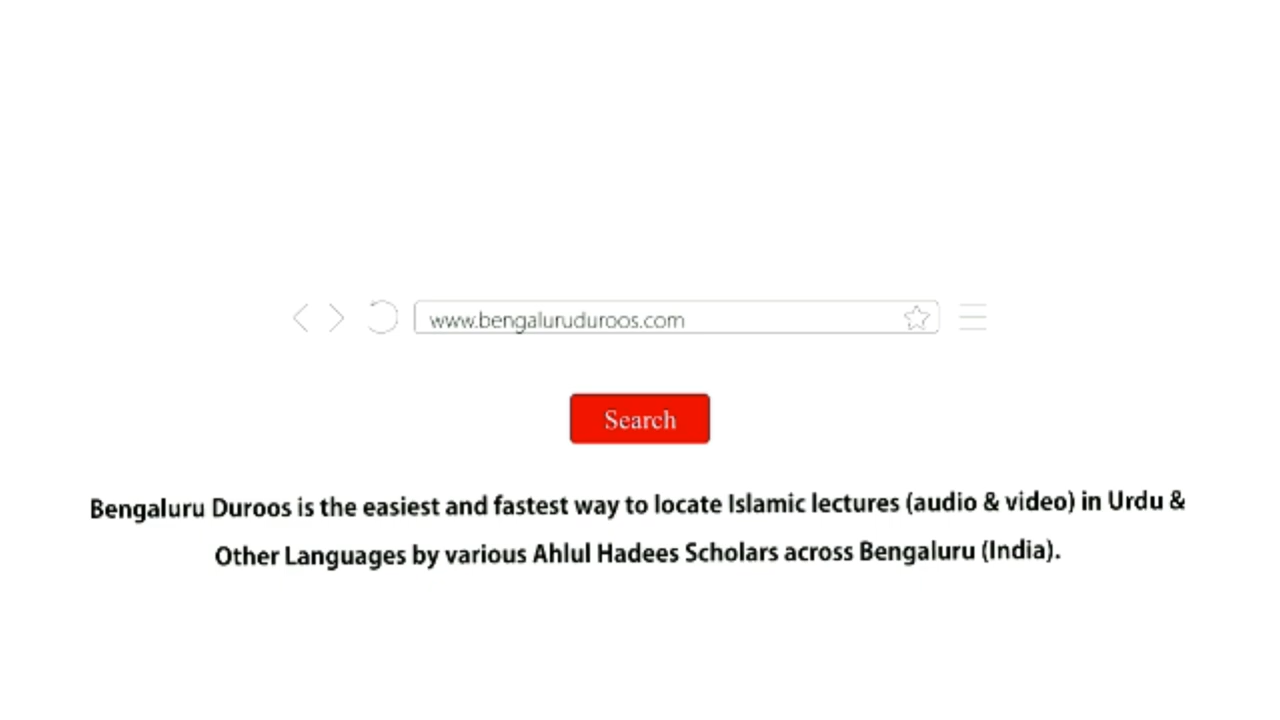 www.bengaluruduroos.com
Search
Bengaluru Duroos is the easiest and fastest way to locate Islamic lectures (audio & video) in Urdu &
Other Languages by various Ahlul Hadees Scholars across Bengaluru (India).